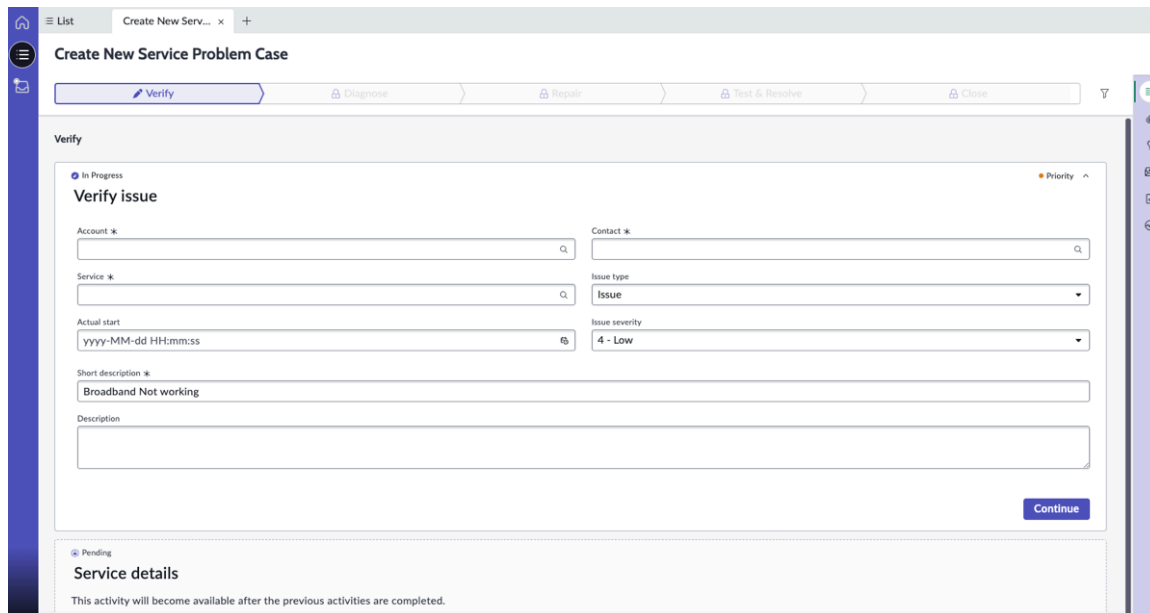 List
Create New Serv... × +
Create New Service Problem Case
Verify
Diagnose
Repair
Test & Resolve
Close
Verify
In Progress
Priority
Verify issue
Account *
Contact *
Service *
Issue type
Issue
Actual start
Issue severity
yyyy-MM-dd HH:mm:ss
4 - Low
Short description *
Broadband Not working
Description
Continue
Pending
Service details
This activity will become available after the previous activities are completed.